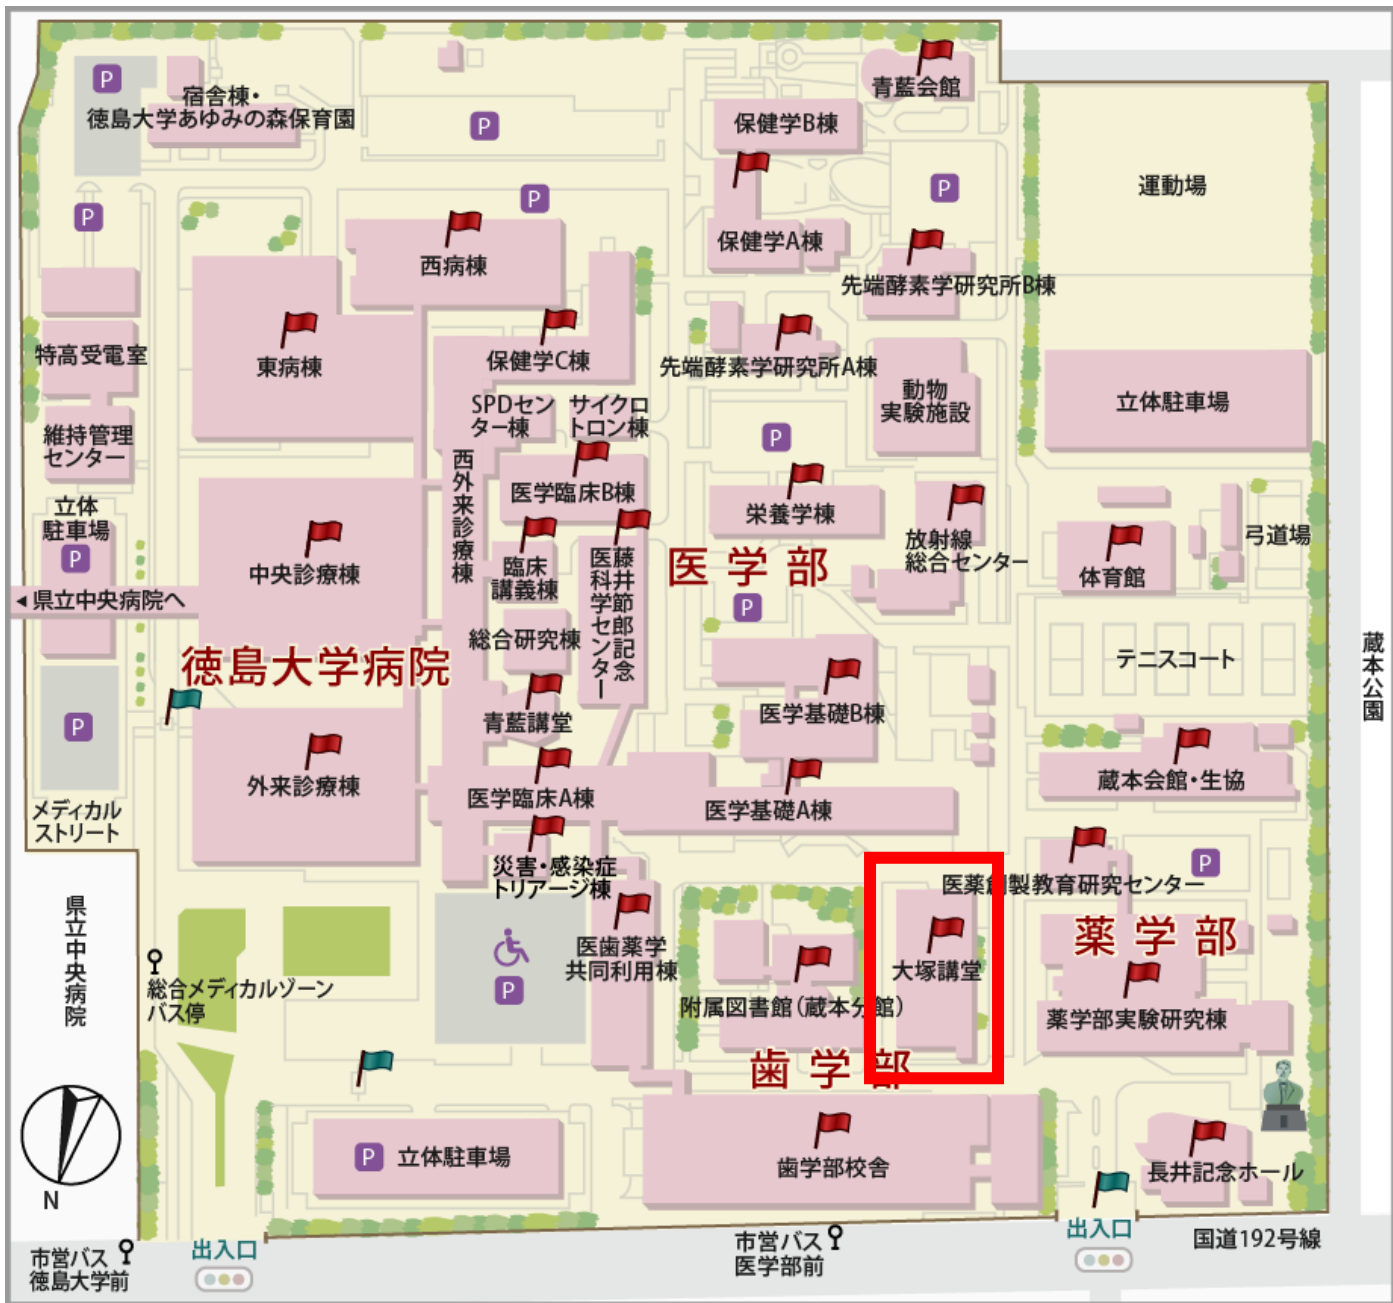 P
宿舎棟・
徳島大学あゆみの森保育園
P
青藍会館
保健学B棟
運動場
P
P
P
西病棟
保健学A棟
先端酵素学研究所B棟
特高受電室
東病棟
保健学C棟
先端酵素学研究所A棟
動物
実験施設
立体駐車場
SPDセン
ター棟
サイクロ
トロン棟
維持管理
センター
P
西外来診療棟
医学臨床B棟
栄養学棟
立体
駐車場
P
中央診療棟
臨床
講義棟
藤井節郎記念
医科学センター
医学部
放射線
総合センター
体育館
弓道場
◀県立中央病院へ
P
総合研究棟
徳島大学病院
テニスコート
蔵本公園
P
青藍講堂
医学基礎B棟
外来診療棟
医学臨床A棟
医学基礎A棟
蔵本会館・生協
メディカル
ストリート
災害・感染症
トリアージ棟
医薬創製教育研究センター
P
県立中央病院
医歯薬学
共同利用棟
大塚講堂
薬学部
総合メディカルゾーン
バス停
P
附属図書館(蔵本分館)
薬学部実験研究棟
歯学部
N
P
立体駐車場
歯学部校舎
長井記念ホール
市営バス
徳島大学前
出入口
市営バス
医学部前
出入口
国道192号線